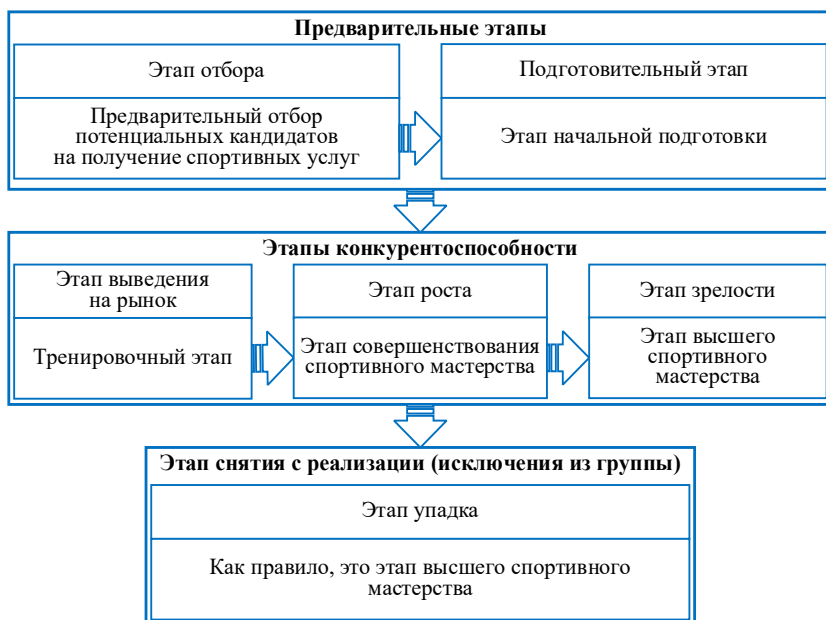 Предварительные этапы
Этап отбора
Предварительный отбор
потенциальных кандидатов
на получение спортивных услуг
Подготовительный этап
Этап начальной подготовки
Этапы конкурентоспособности
Этап выведения
на рынок
Тренировочный этап
Этап роста
Этап совершенствования
спортивного мастерства
Этап зрелости
Этап высшего
спортивного
мастерства
Этап снятия с реализации (исключения из группы)
Этап упадка
Как правило, это этап высшего спортивного
мастерства